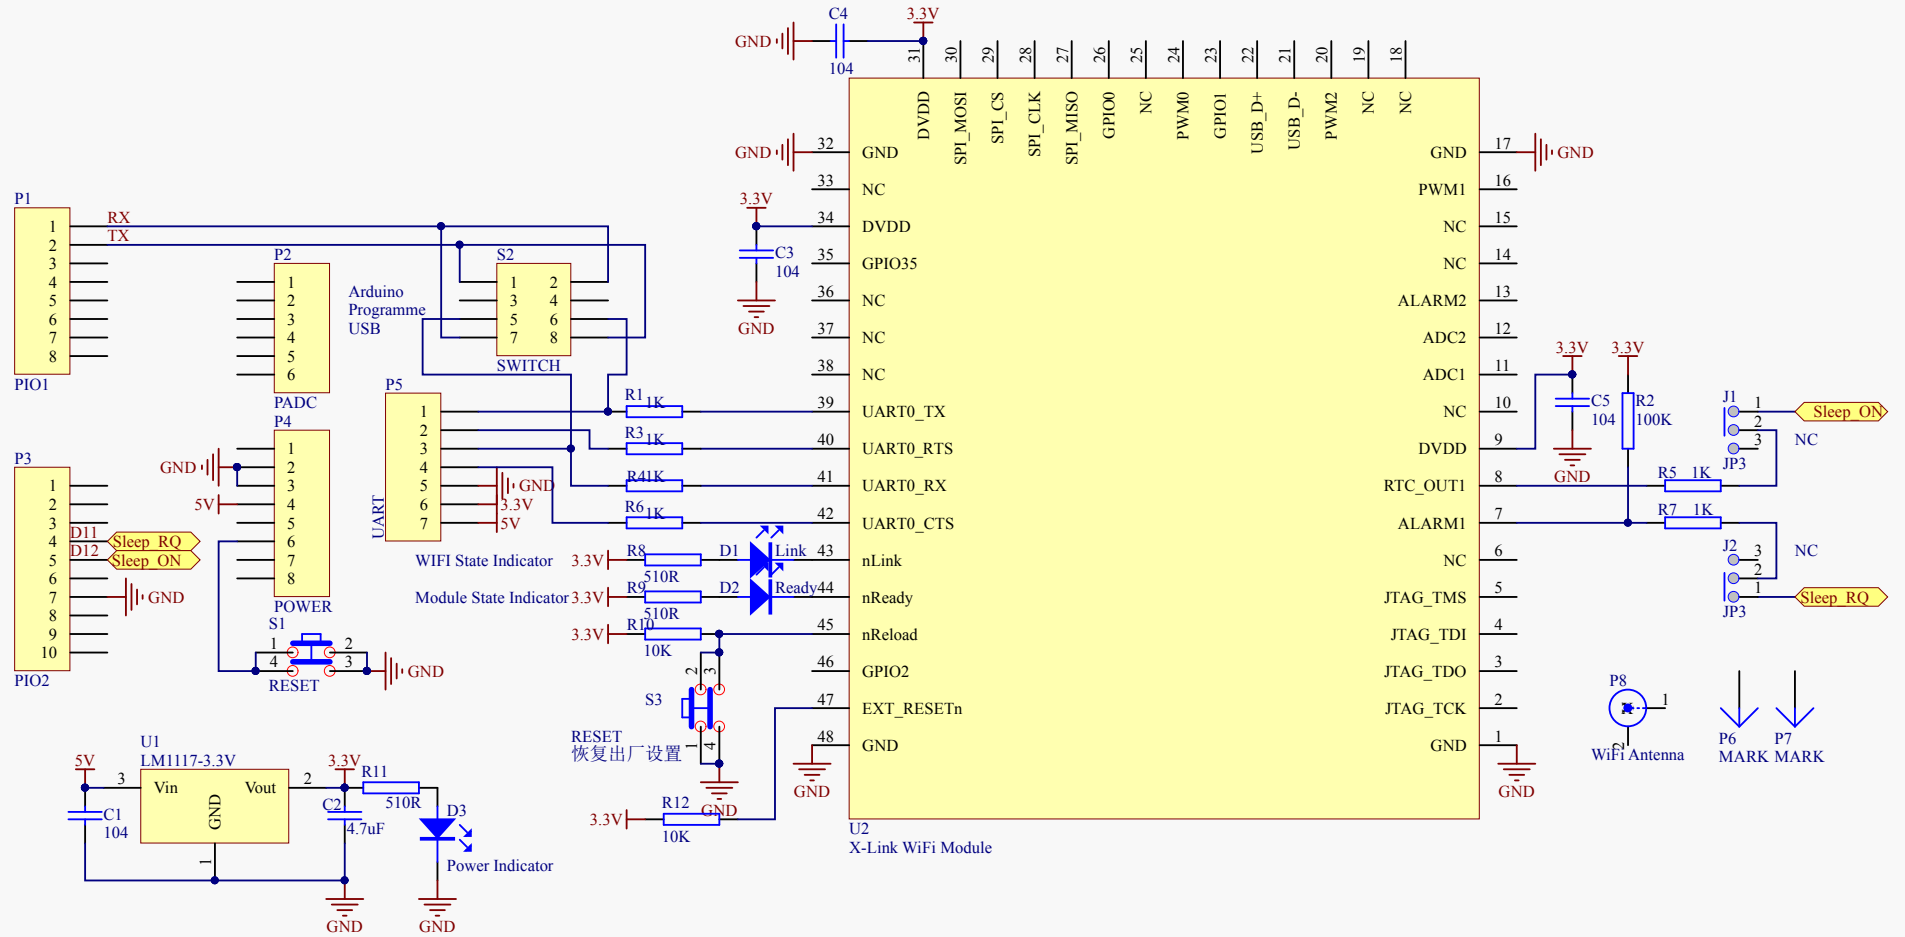 C4
3.3V
GND
104
31
30
29
28
27
26
25
24
23
22
21
20
19
18
DVDD
SPI_MOSI
SPI_CS
SPI_CLK
SPI_MISO
GPIO0
NC
PWM0
GPIO1
USB_D+
USB_D-
PWM2
NC
NC
GND
32
GND
33
NC
3.3V
34
DVDD
C3
104
GND
35
GPIO35
36
NC
37
NC
38
NC
39
UART0_TX
40
UART0_RTS
41
UART0_RX
42
UART0_CTS
43
nLink
44
nReady
45
nReload
46
GPIO2
47
EXT_RESETn
48
GND
GND
U2
X-Link WiFi Module
GND
17
GND
PWM1
16
NC
15
NC
14
ALARM2
13
ADC2
12
ADC1
11
NC
10
DVDD
9
RTC_OUT1
8
ALARM1
7
NC
6
JTAG_TMS
5
JTAG_TDI
4
JTAG_TDO
3
JTAG_TCK
2
GND
1
GND
P1
1
2
3
4
5
6
7
8
PIO1
RX
TX
P2
1
2
3
4
5
6
PADC
Arduino
Programme
USB
S2
1 2
3 4
5 6
7 8
SWITCH
P5
1
2
3
4
5
6
7
UART
GND
3.3V
5V
R1 1K
R3 1K
R4 1K
R6 1K
P4
1
2
3
4
5
6
7
8
POWER
GND
5V
P3
1
2
3
4
5
6
7
8
9
10
PIO2
D11
Sleep_RQ
D12
Sleep_ON
GND
S1
1 2
4 3
RESET
GND
WIFI State Indicator
3.3V
R8
510R
D1
Link
Module State Indicator
3.3V
R9
510R
D2
Ready
3.3V
R10
10K
2
3
S3
1
4
RESET
恢复出厂设置
GND
3.3V
R12
10K
U1
LM1117-3.3V
5V
3
Vin
Vout
2
GND
1
3.3V
R11
510R
C1
104
C2
4.7uF
D3
Power Indicator
GND
GND
3.3V
3.3V
C5
104
GND
R2
100K
R5 1K
R7 1K
J1
1
2
3
JP3
Sleep_ON
NC
J2
3
2
1
JP3
NC
Sleep_RQ
P8
1
2
WiFi Antenna
P6
MARK
P7
MARK